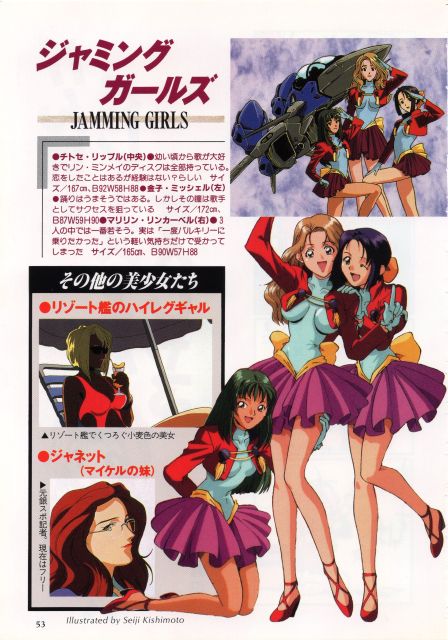 ジャミング
ガールズ
JAMMING GIRLS
●チトセ・リップル(中央)●幼い頃から歌が大好
きでリン・ミンメイのディスクは全部持っている。
恋をしたことはあるが経験はない?らしい サイ
ズ/167cm、B92W58H88●金子・ミッシェル(左)
●踊りはうまそうではある。しかしその瞳は歌手
としてサクセスを狙っている サイズ/172cm、
B87W59H90●マリリン・リンカーベル(右)●3
人の中では一番若そう。実は「一度バルキリーに
乗りたかった」という軽い気持ちだけで受かって
しまった サイズ/165cm、B90W57H88
その他の美少女たち
●リゾート艦のハイレグギャル
▲リゾート艦でくつろぐ小麦色の美女
●ジャネット
(マイケルの妹)
▶元銀スポ記者。現在はフリー
Illustrated by Seiji Kishimoto
53